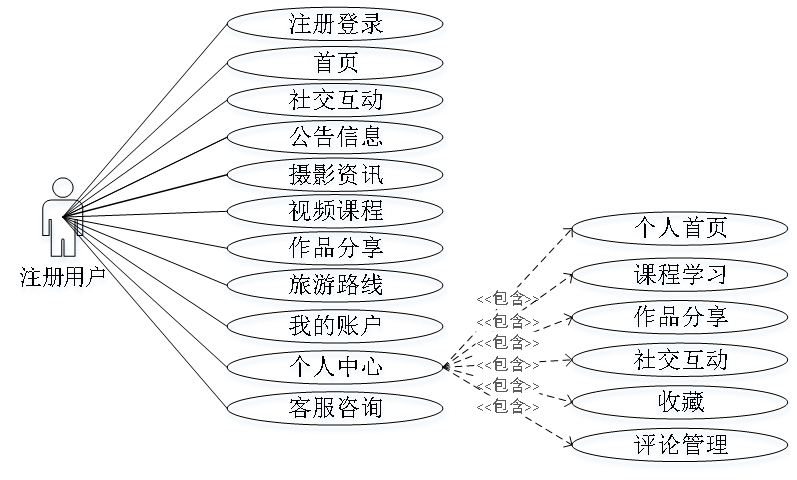 注册登录
首页
社交互动
公告信息
摄影资讯
视频课程
作品分享
旅游路线
我的账户
个人中心
客服咨询
注册用户
<<包含>>
<<包含>>
<<包含>>
<<包含>>
<<包含>>
<<包含>>
个人首页
课程学习
作品分享
社交互动
收藏
评论管理